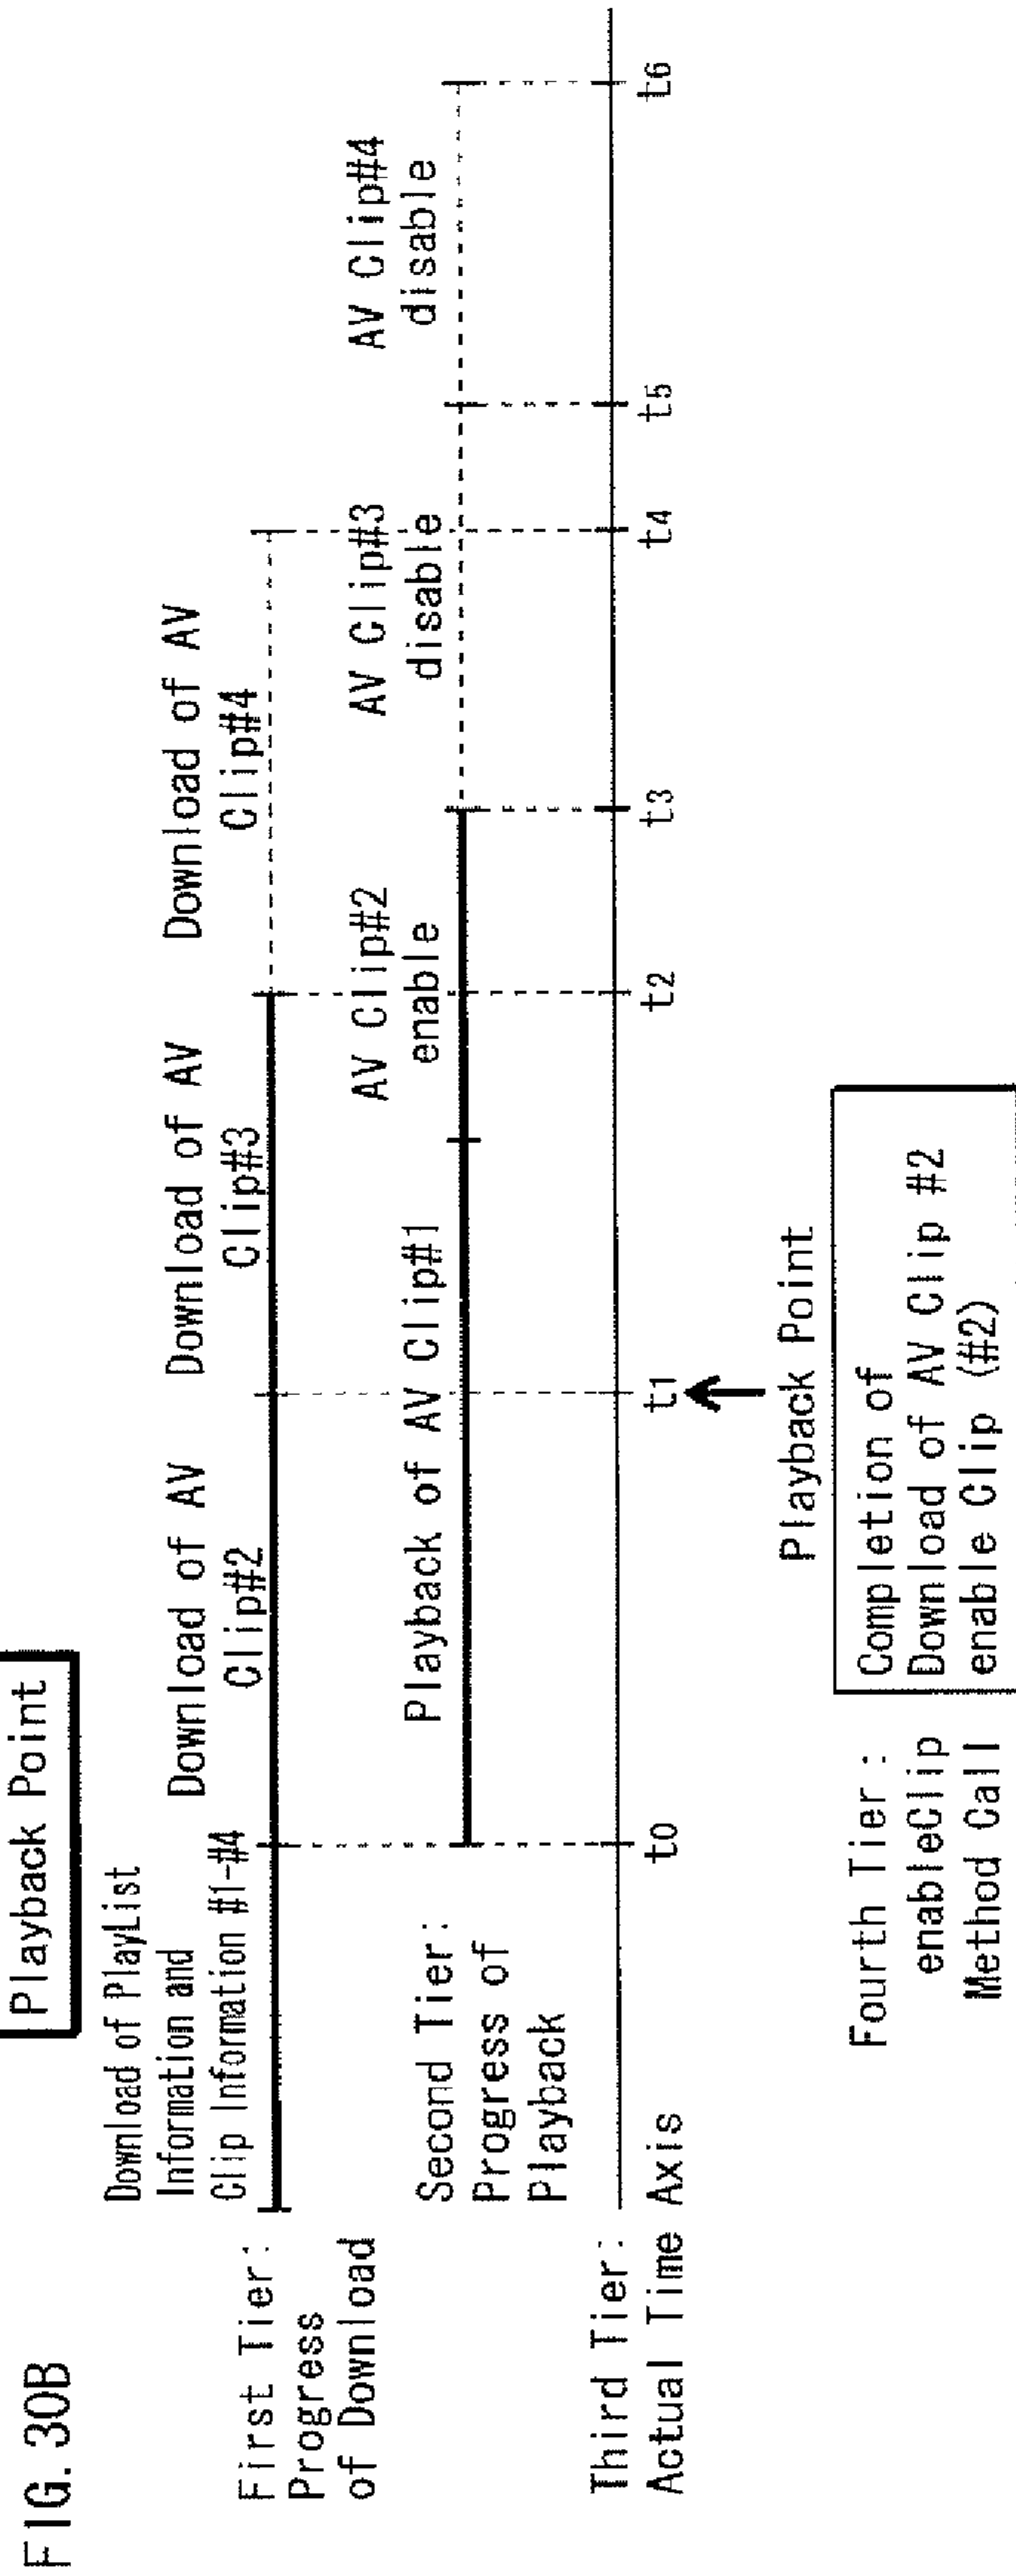 FIG. 30B
Playback Point
First Tier:
Progress
of Download
Download of PlayList
Information and
Clip Information #1-#4
Download of AV
Clip#2
Download of AV
Clip#3
Download of AV
Clip#4
Second Tier:
Progress of
Playback
Playback of AV Clip#1
AV Clip#2
enable
AV Clip#3
disable
AV Clip#4
disable
Third Tier:
Actual Time Axis
t0
t1
t2
t3
t4
t5
t6
Playback Point
Fourth Tier:
enableClip
Method Call
Completion of
Download of AV Clip #2
enable Clip (#2)